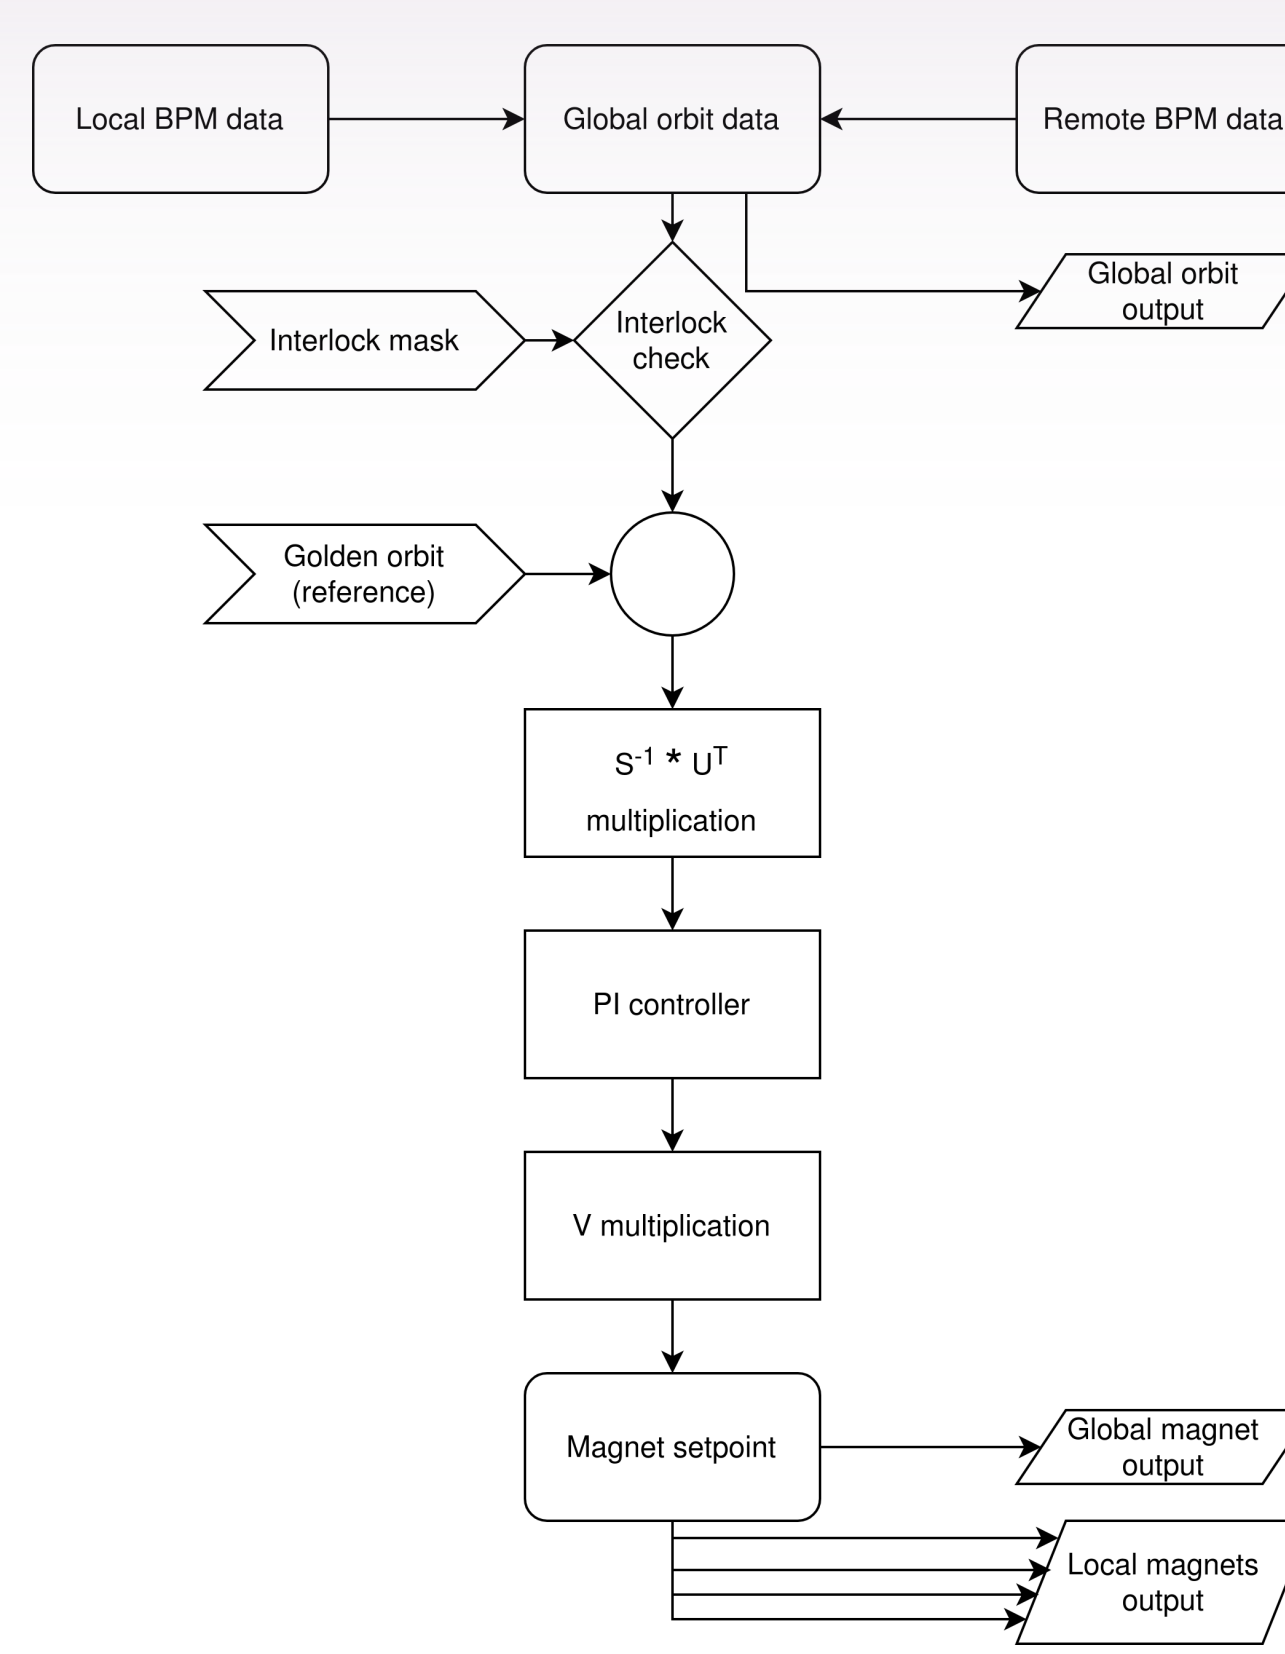 Local BPM data
Global orbit data
Remote BPM data
Global orbit
output
Interlock mask
Interlock
check
Golden orbit
(reference)
S⁻¹ * Uᵀ
multiplication
PI controller
V multiplication
Magnet setpoint
Global magnet
output
Local magnets
output